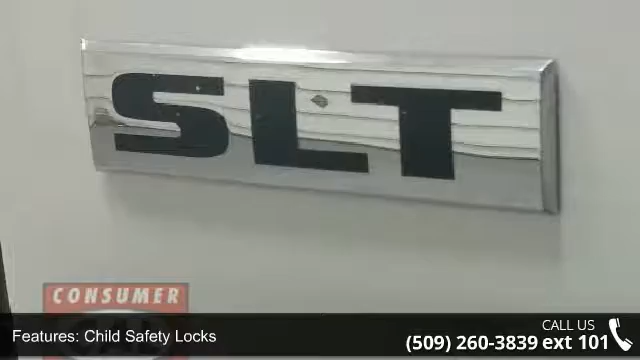 SLT
CONSUMER
Features: Child Safety Locks
CALL US
(509) 260-3839 ext 101